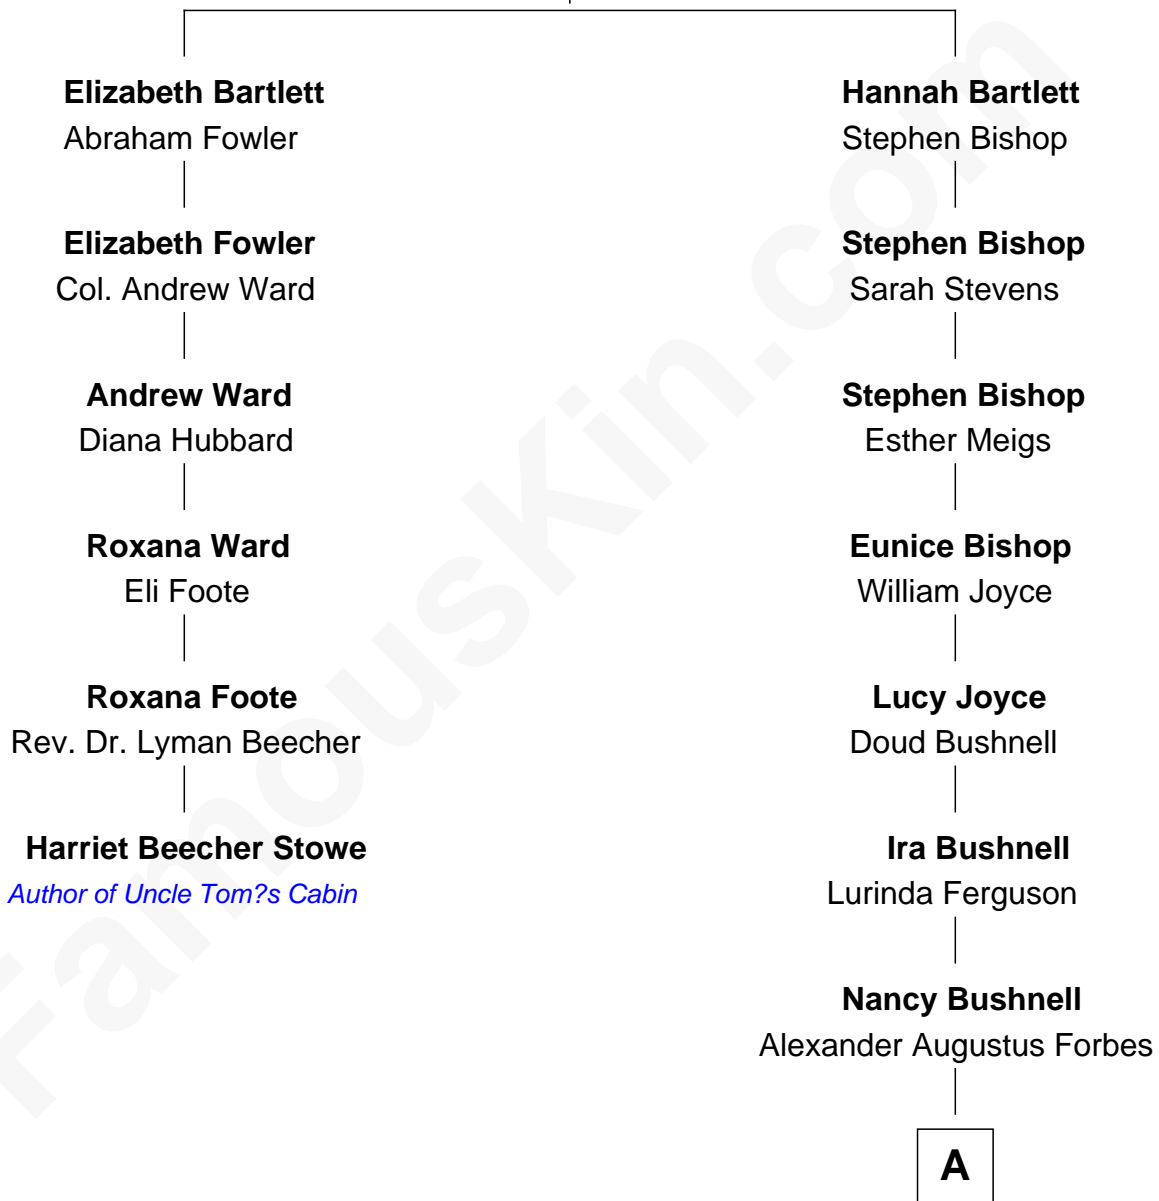 Elizabeth Bartlett
Abraham Fowler
Elizabeth Fowler
Col. Andrew Ward
Andrew Ward
Diana Hubbard
Roxana Ward
Eli Foote
Roxana Foote
Rev. Dr. Lyman Beecher
Harriet Beecher Stowe
Author of Uncle Tom?s Cabin
Hannah Bartlett
Stephen Bishop
Stephen Bishop
Sarah Stevens
Stephen Bishop
Esther Meigs
Eunice Bishop
William Joyce
Lucy Joyce
Doud Bushnell
Ira Bushnell
Lurinda Ferguson
Nancy Bushnell
Alexander Augustus Forbes
A
FamousKin.com